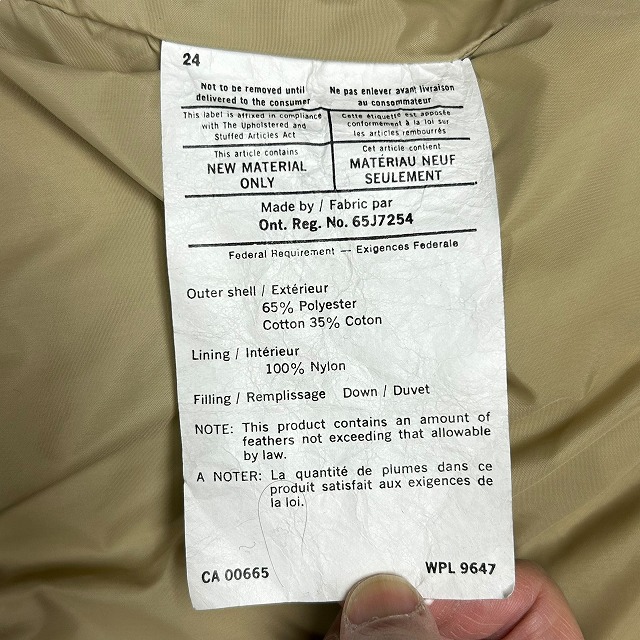 24
Not to be removed until
delivered to the consumer
Ne pas enlever avant livraison
au consommateur
This label is affixed in compliance
with The Upholstered and
Stuffed Articles Act
Cette étiquette est apposée
conformément à la loi sur
les articles rembourrés
This article contains
NEW MATERIAL
ONLY
Cet article contient
MATÉRIAU NEUF
SEULEMENT
Made by / Fabric par
Ont. Reg. No. 65J7254
Federal Requirement — Exigences Federale
Outer shell / Extérieur
65% Polyester
Cotton 35% Coton
Lining / Intérieur
100% Nylon
Filling / Remplissage Down / Duvet
NOTE: This product contains an amount of
feathers not exceeding that allowable
by law.
A NOTER: La quantité de plumes dans ce
produit satisfait aux exigences de
la loi.
CA 00665 WPL 9647